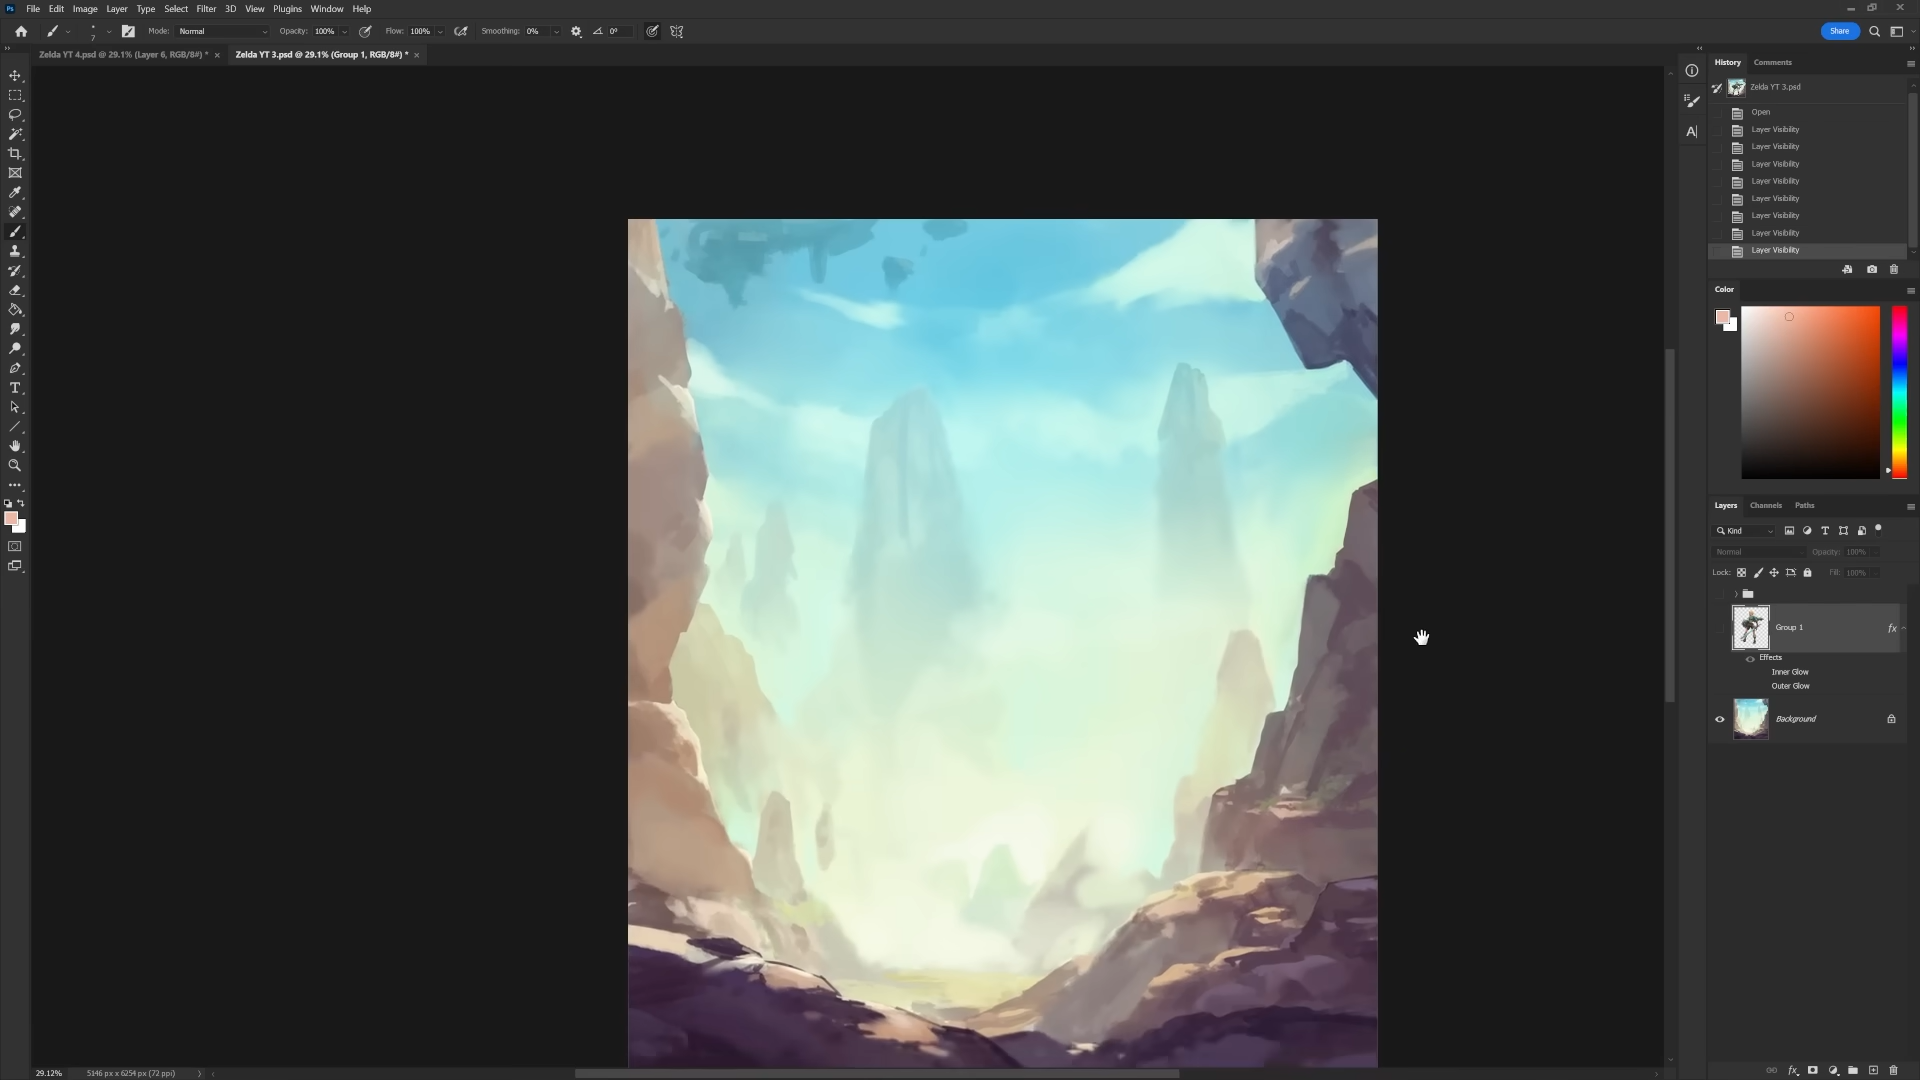 Ps File Edit Image Layer Type Select Filter 3D View Plugins Window Help
7 Mode: Normal Opacity: 100% Flow: 100% Smoothing: 0% 0° Share
Zelda YT 4.psd @ 29.1% (Layer 6, RGB/8#) * × Zelda YT 3.psd @ 29.1% (Group 1, RGB/8#) * ×
History Comments
Zelda YT 3.psd
Open
Layer Visibility
Layer Visibility
Layer Visibility
Layer Visibility
Layer Visibility
Layer Visibility
Layer Visibility
Layer Visibility
Color
Layers Channels Paths
Kind
Normal Opacity: 100%
Lock: Fill: 100%
Group 1 fx
Effects
Inner Glow
Outer Glow
Background
29.12% 5146 px x 6254 px (72 ppi)